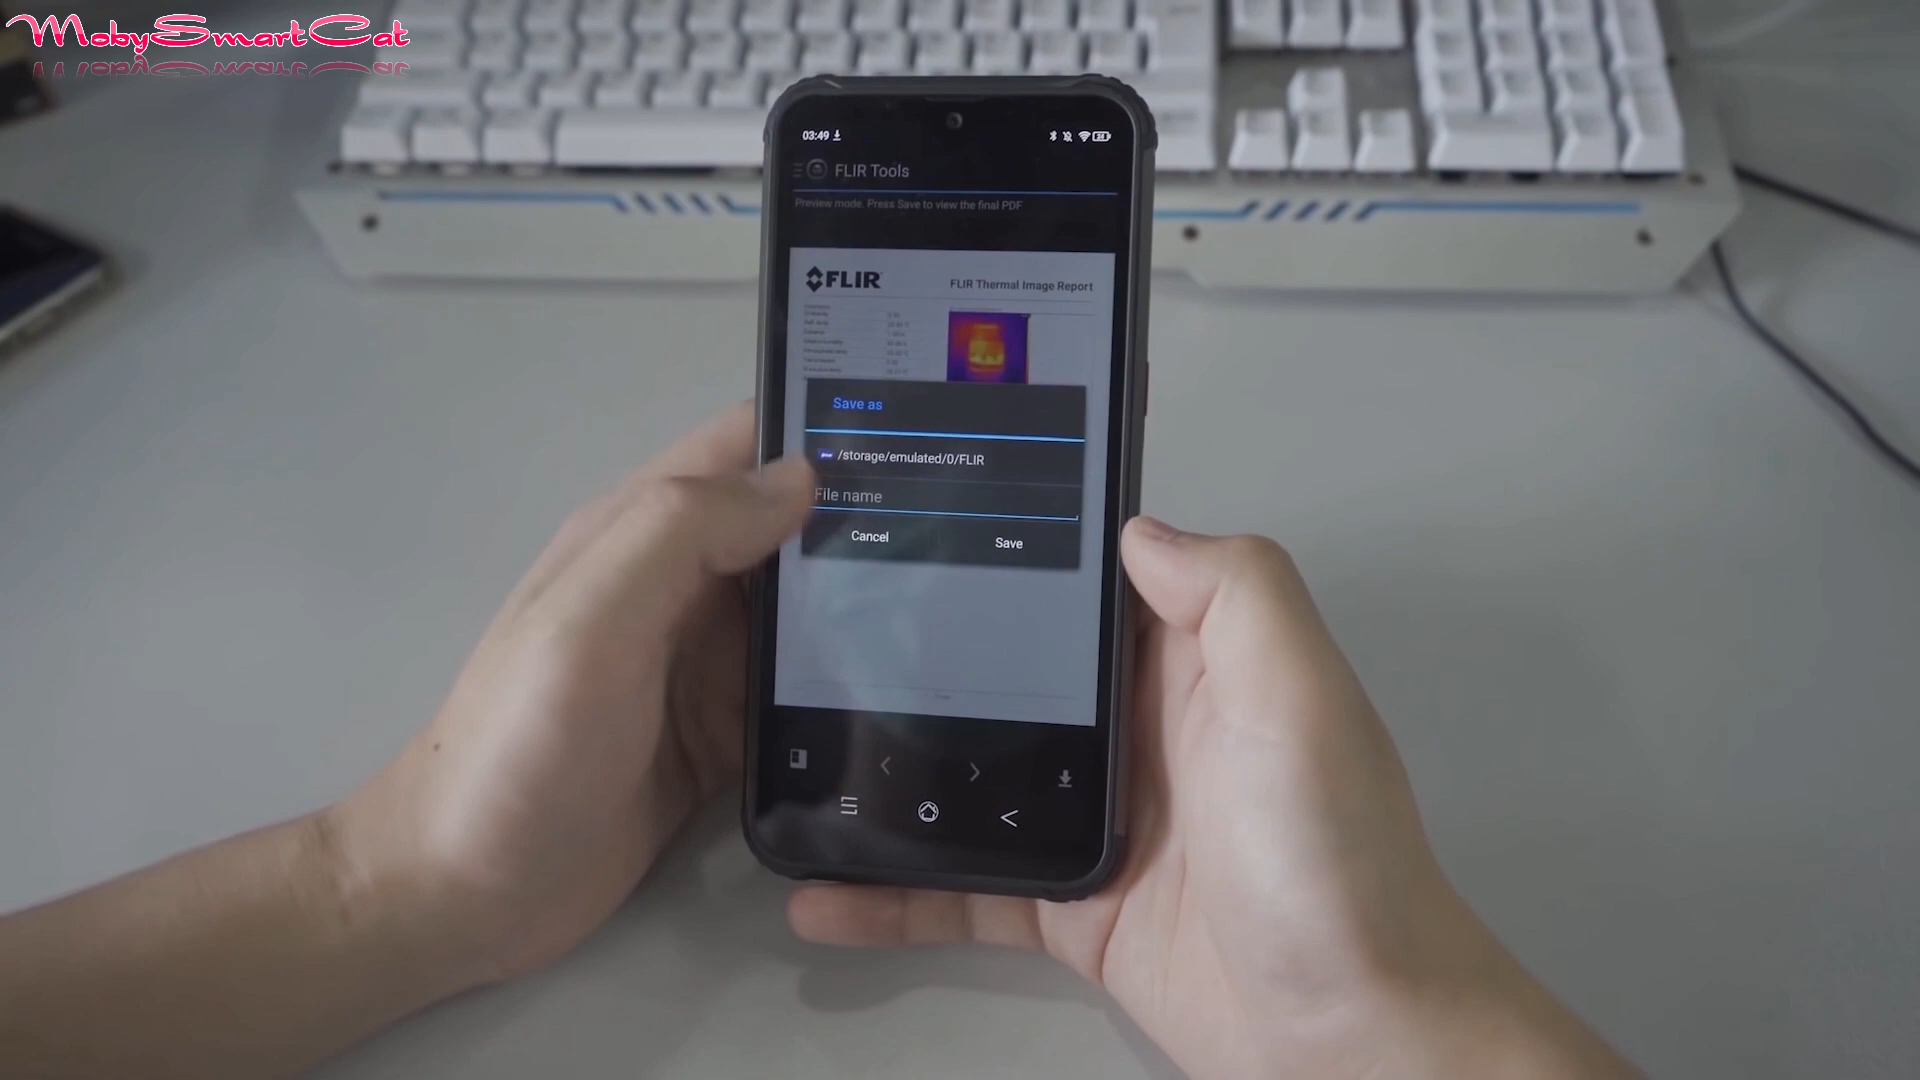 MobySmartCat
03:49
FLIR Tools
Preview mode. Press Save to view the final PDF
FLIR
FLIR Thermal Image Report
Save as
/storage/emulated/0/FLIR
File name
Cancel
Save